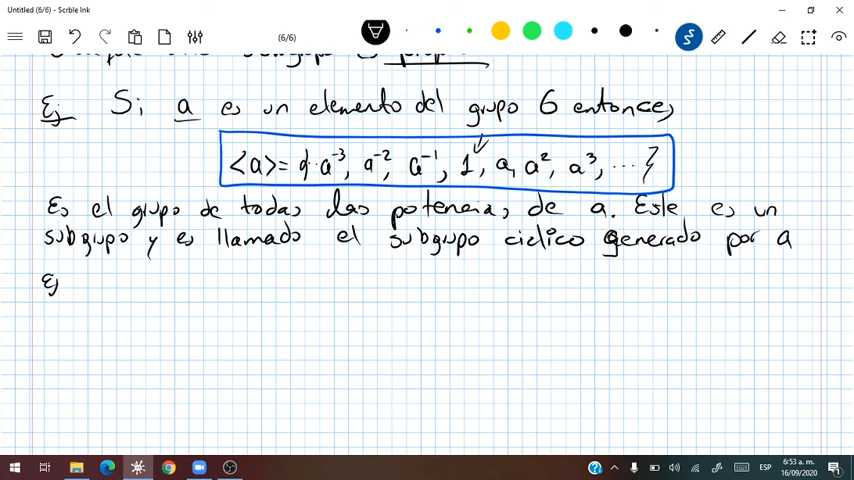 Untitled (6/6) - Scrble Ink
(6/6)
Ej Si a es un elemento del grupo G entonces
<a> = {·· a⁻³, a⁻², a⁻¹, 1, a, a², a³, ··· }
Es el grupo de todas las potencias de a. Este es un
subgrupo y es llamado el subgrupo ciclico generado por a
Ej
ESP
6:53 a. m.
16/09/2020